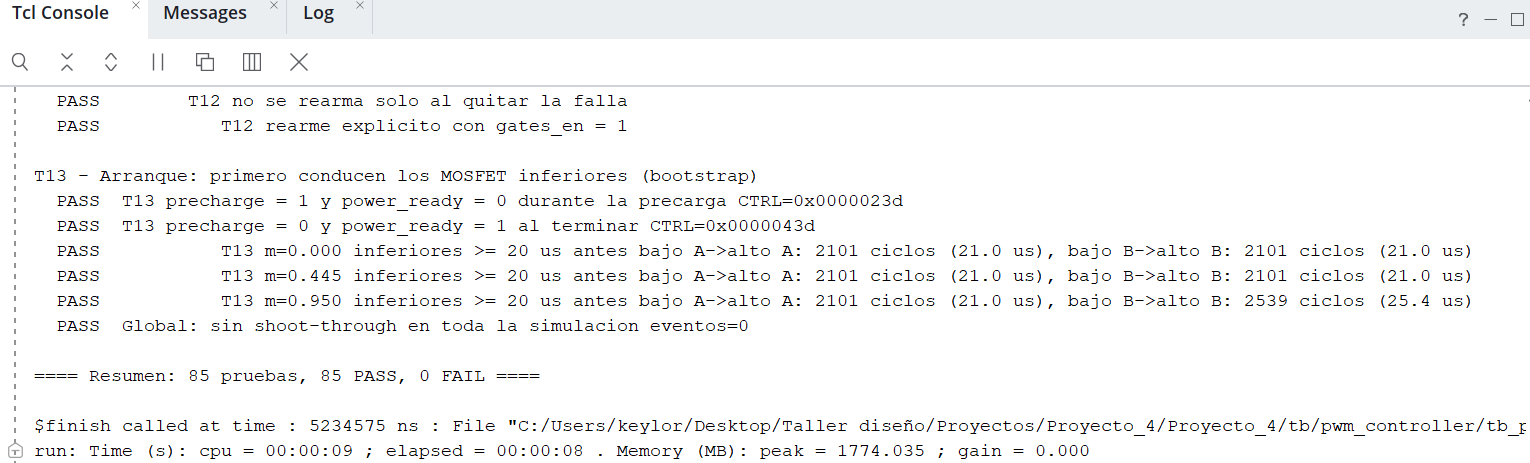 Tcl Console × Messages × Log ×
? — □
PASS T12 no se rearma solo al quitar la falla
PASS T12 rearme explicito con gates_en = 1
T13 - Arranque: primero conducen los MOSFET inferiores (bootstrap)
PASS T13 precharge = 1 y power_ready = 0 durante la precarga CTRL=0x0000023d
PASS T13 precharge = 0 y power_ready = 1 al terminar CTRL=0x0000043d
PASS T13 m=0.000 inferiores >= 20 us antes bajo A->alto A: 2101 ciclos (21.0 us), bajo B->alto B: 2101 ciclos (21.0 us)
PASS T13 m=0.445 inferiores >= 20 us antes bajo A->alto A: 2101 ciclos (21.0 us), bajo B->alto B: 2101 ciclos (21.0 us)
PASS T13 m=0.950 inferiores >= 20 us antes bajo A->alto A: 2101 ciclos (21.0 us), bajo B->alto B: 2539 ciclos (25.4 us)
PASS Global: sin shoot-through en toda la simulacion eventos=0
==== Resumen: 85 pruebas, 85 PASS, 0 FAIL ====
$finish called at time : 5234575 ns : File "C:/Users/keylor/Desktop/Taller diseño/Proyectos/Proyecto_4/Proyecto_4/tb/pwm_controller/tb_p
run: Time (s): cpu = 00:00:09 ; elapsed = 00:00:08 . Memory (MB): peak = 1774.035 ; gain = 0.000